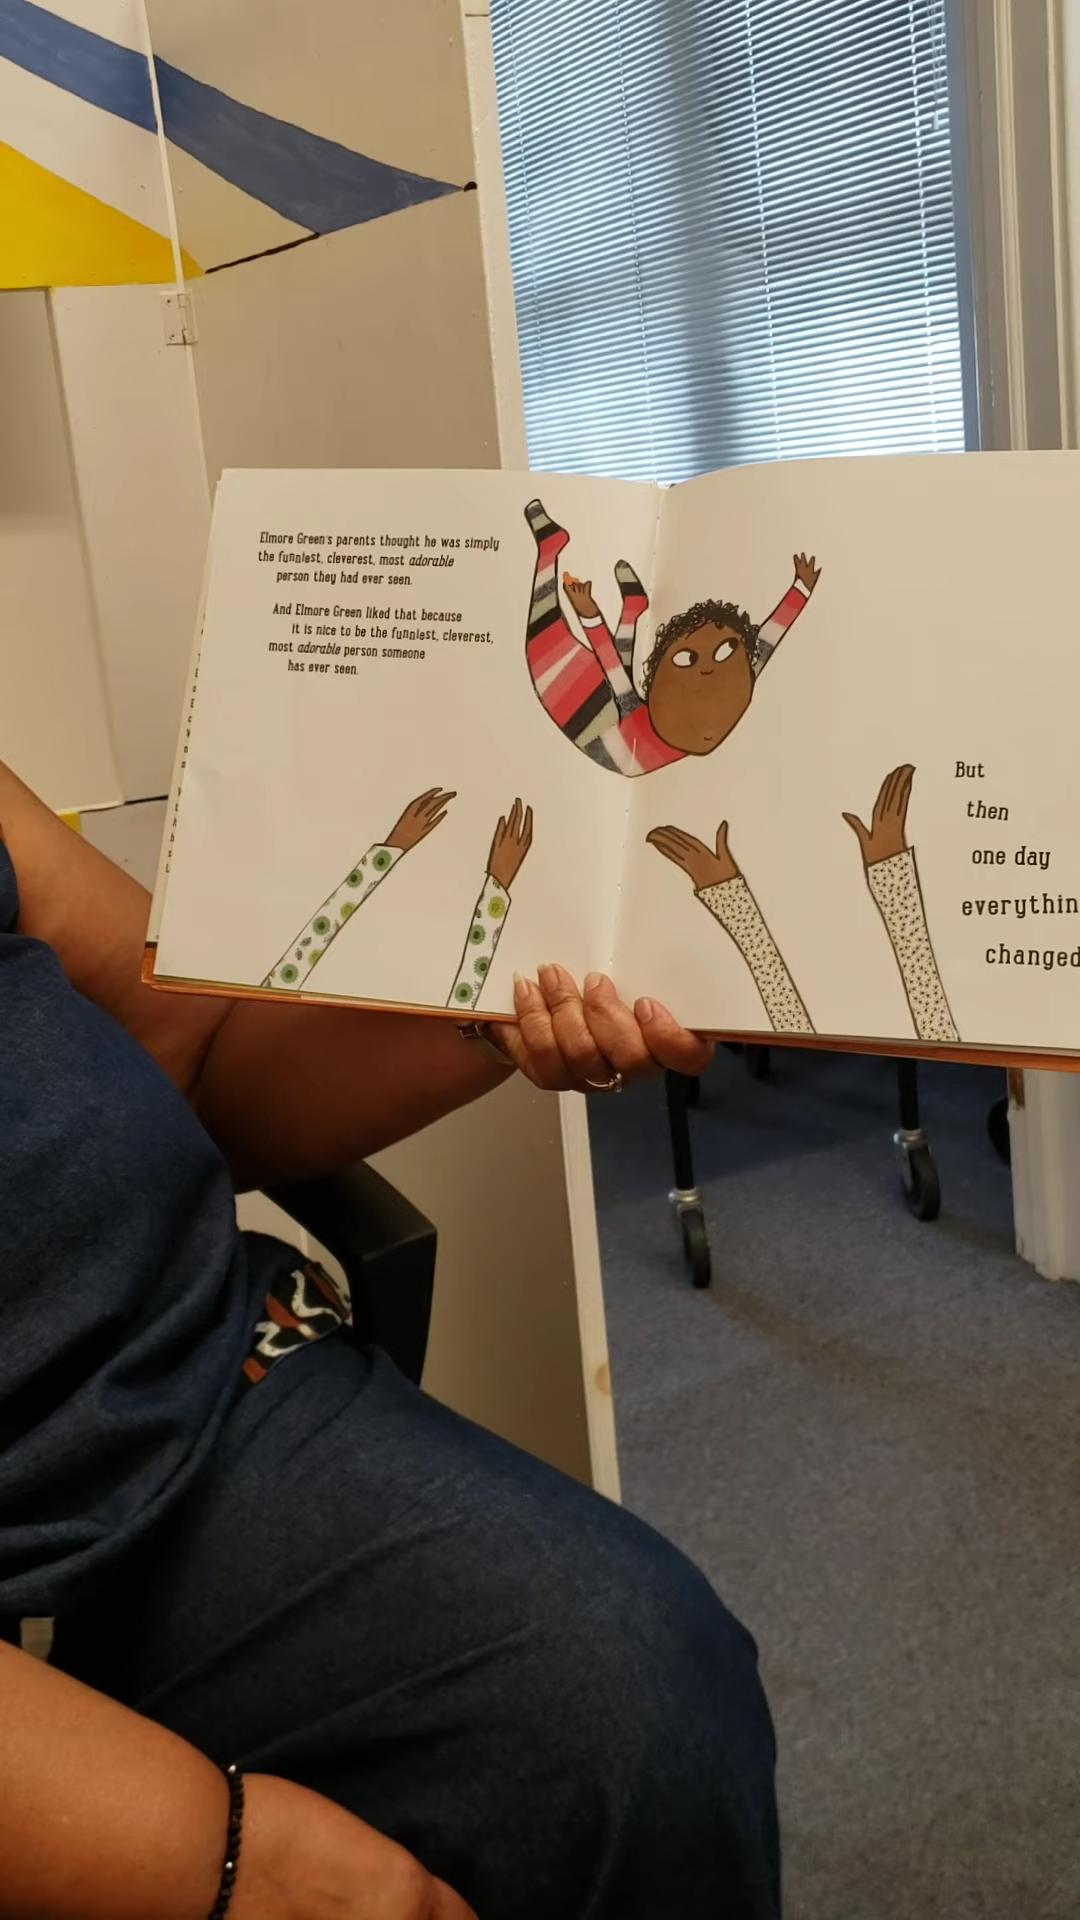 Elmore Green's parents thought he was simply
the funniest, cleverest, most adorable
person they had ever seen.
And Elmore Green liked that because
it is nice to be the funniest, cleverest,
most adorable person someone
has ever seen.
But
then
one day
everythin
changed